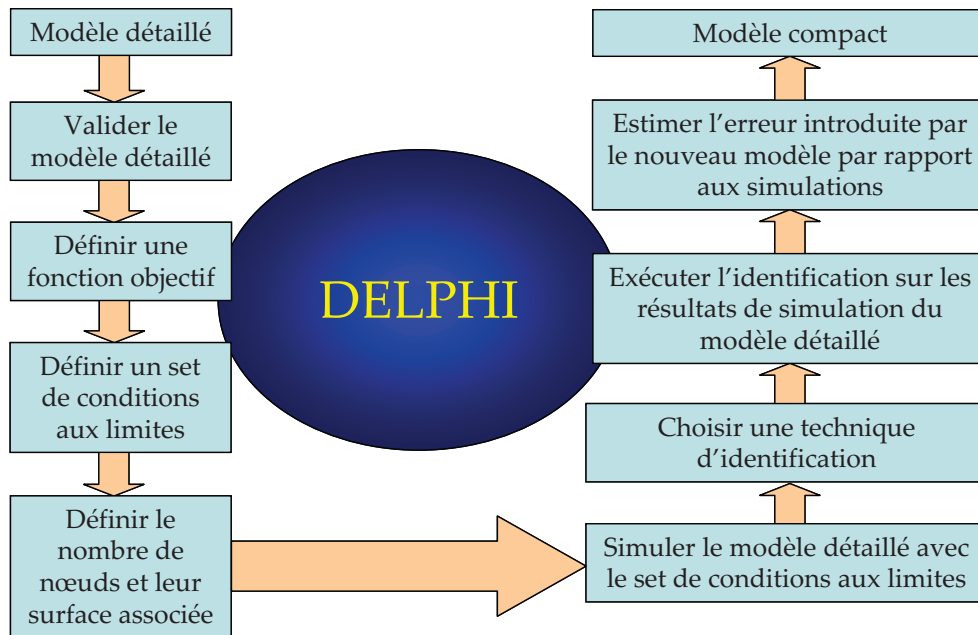 Modèle détaillé
Valider le
modèle détaillé
Définir une
fonction objectif
Définir un set
de conditions
aux limites
Définir le
nombre de
nœuds et leur
surface associée
DELPHI
Modèle compact
Estimer l’erreur introduite par
le nouveau modèle par rapport
aux simulations
Exécuter l’identification sur les
résultats de simulation du
modèle détaillé
Choisir une technique
d’identification
Simuler le modèle détaillé avec
le set de conditions aux limites